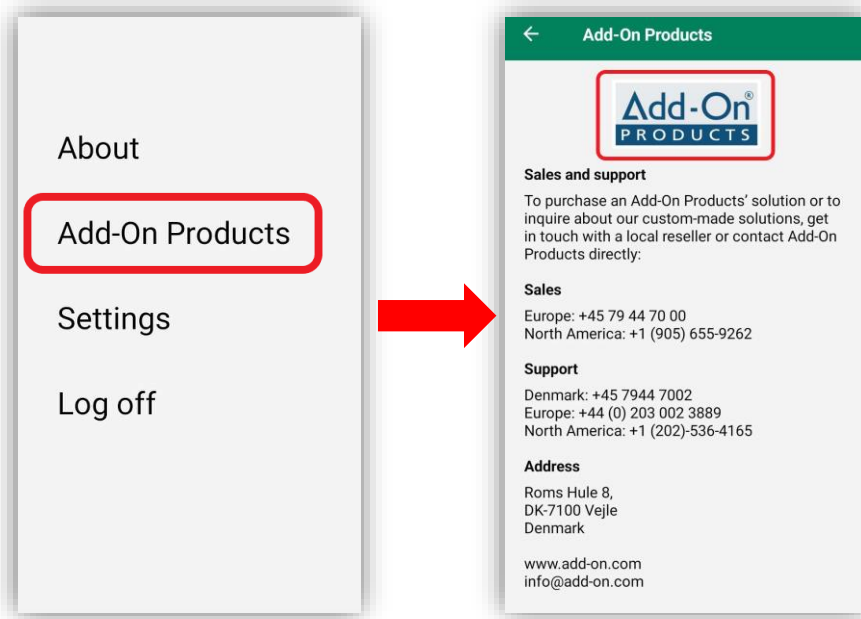 About
Add-On Products
Settings
Log off
Add-On Products
Add-On®
PRODUCTS
Sales and support
To purchase an Add-On Products’ solution or to
inquire about our custom-made solutions, get
in touch with a local reseller or contact Add-On
Products directly:
Sales
Europe: +45 79 44 70 00
North America: +1 (905) 655-9262
Support
Denmark: +45 7944 7002
Europe: +44 (0) 203 002 3889
North America: +1 (202)-536-4165
Address
Roms Hule 8,
DK-7100 Vejle
Denmark
www.add-on.com
info@add-on.com